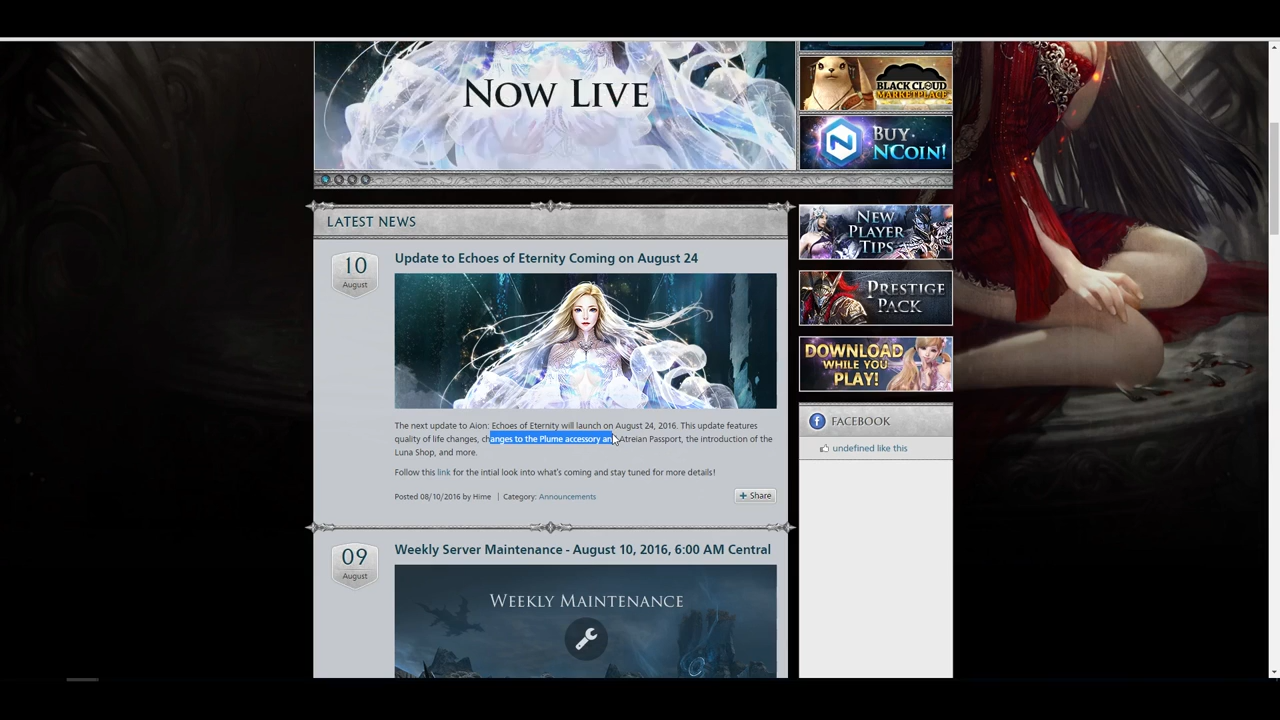 NOW LIVE
BLACK CLOUD
MARKETPLACE
BUY
NCOIN!
LATEST NEWS
NEW
PLAYER
TIPS
10
August
Update to Echoes of Eternity Coming on August 24
PRESTIGE
PACK
DOWNLOAD
WHILE YOU
PLAY!
FACEBOOK
undefined like this
The next update to Aion: Echoes of Eternity will launch on August 24, 2016. This update features
quality of life changes, changes to the Plume accessory an Atreian Passport, the introduction of the
Luna Shop, and more.
Follow this link for the intial look into what's coming and stay tuned for more details!
Posted 08/10/2016 by Hime | Category: Announcements
+ Share
09
August
Weekly Server Maintenance - August 10, 2016, 6:00 AM Central
WEEKLY MAINTENANCE